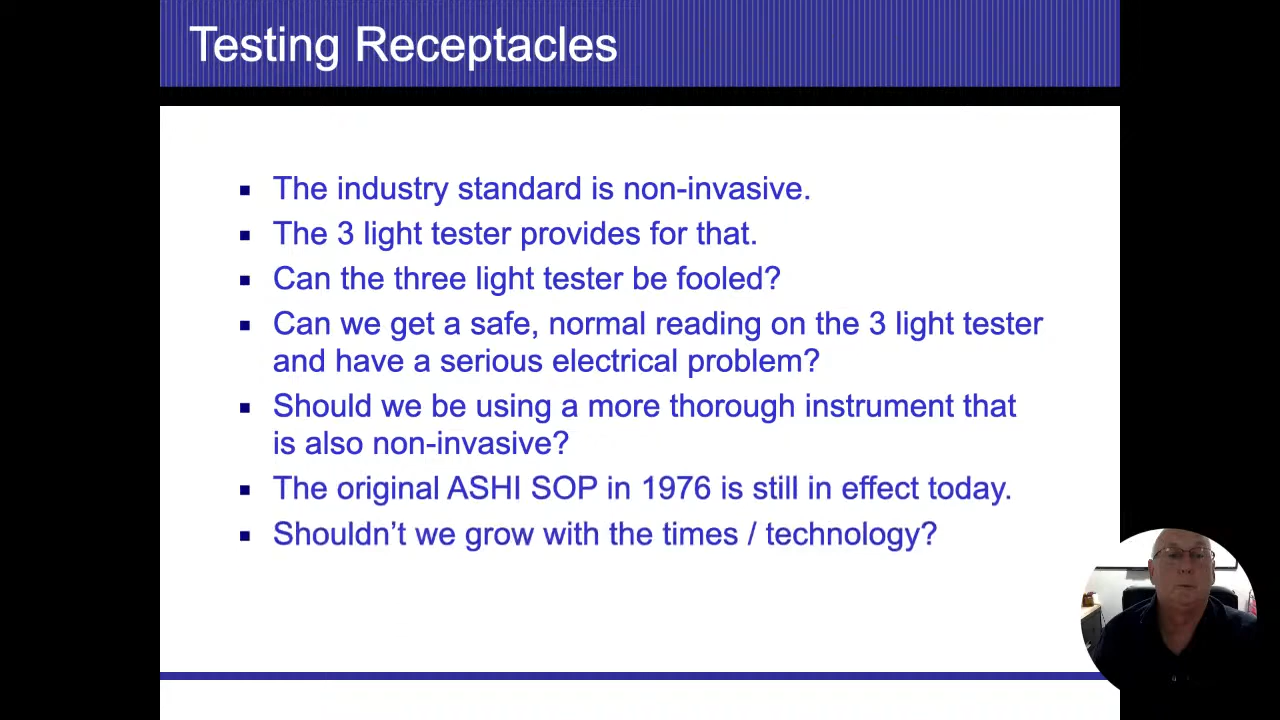 Testing Receptacles
▪ The industry standard is non-invasive.
▪ The 3 light tester provides for that.
▪ Can the three light tester be fooled?
▪ Can we get a safe, normal reading on the 3 light tester
and have a serious electrical problem?
▪ Should we be using a more thorough instrument that
is also non-invasive?
▪ The original ASHI SOP in 1976 is still in effect today.
▪ Shouldn’t we grow with the times / technology?